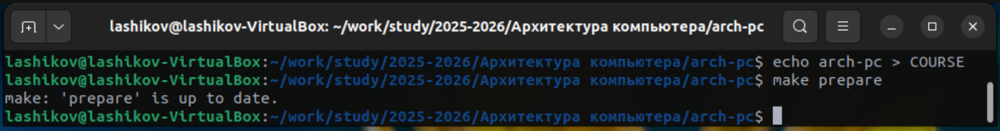 lashikov@lashikov-VirtualBox: ~/work/study/2025-2026/Архитектура компьютера/arch-pc
lashikov@lashikov-VirtualBox:~/work/study/2025-2026/Архитектура компьютера/arch-pc$ echo arch-pc > COURSE
lashikov@lashikov-VirtualBox:~/work/study/2025-2026/Архитектура компьютера/arch-pc$ make prepare
make: 'prepare' is up to date.
lashikov@lashikov-VirtualBox:~/work/study/2025-2026/Архитектура компьютера/arch-pc$